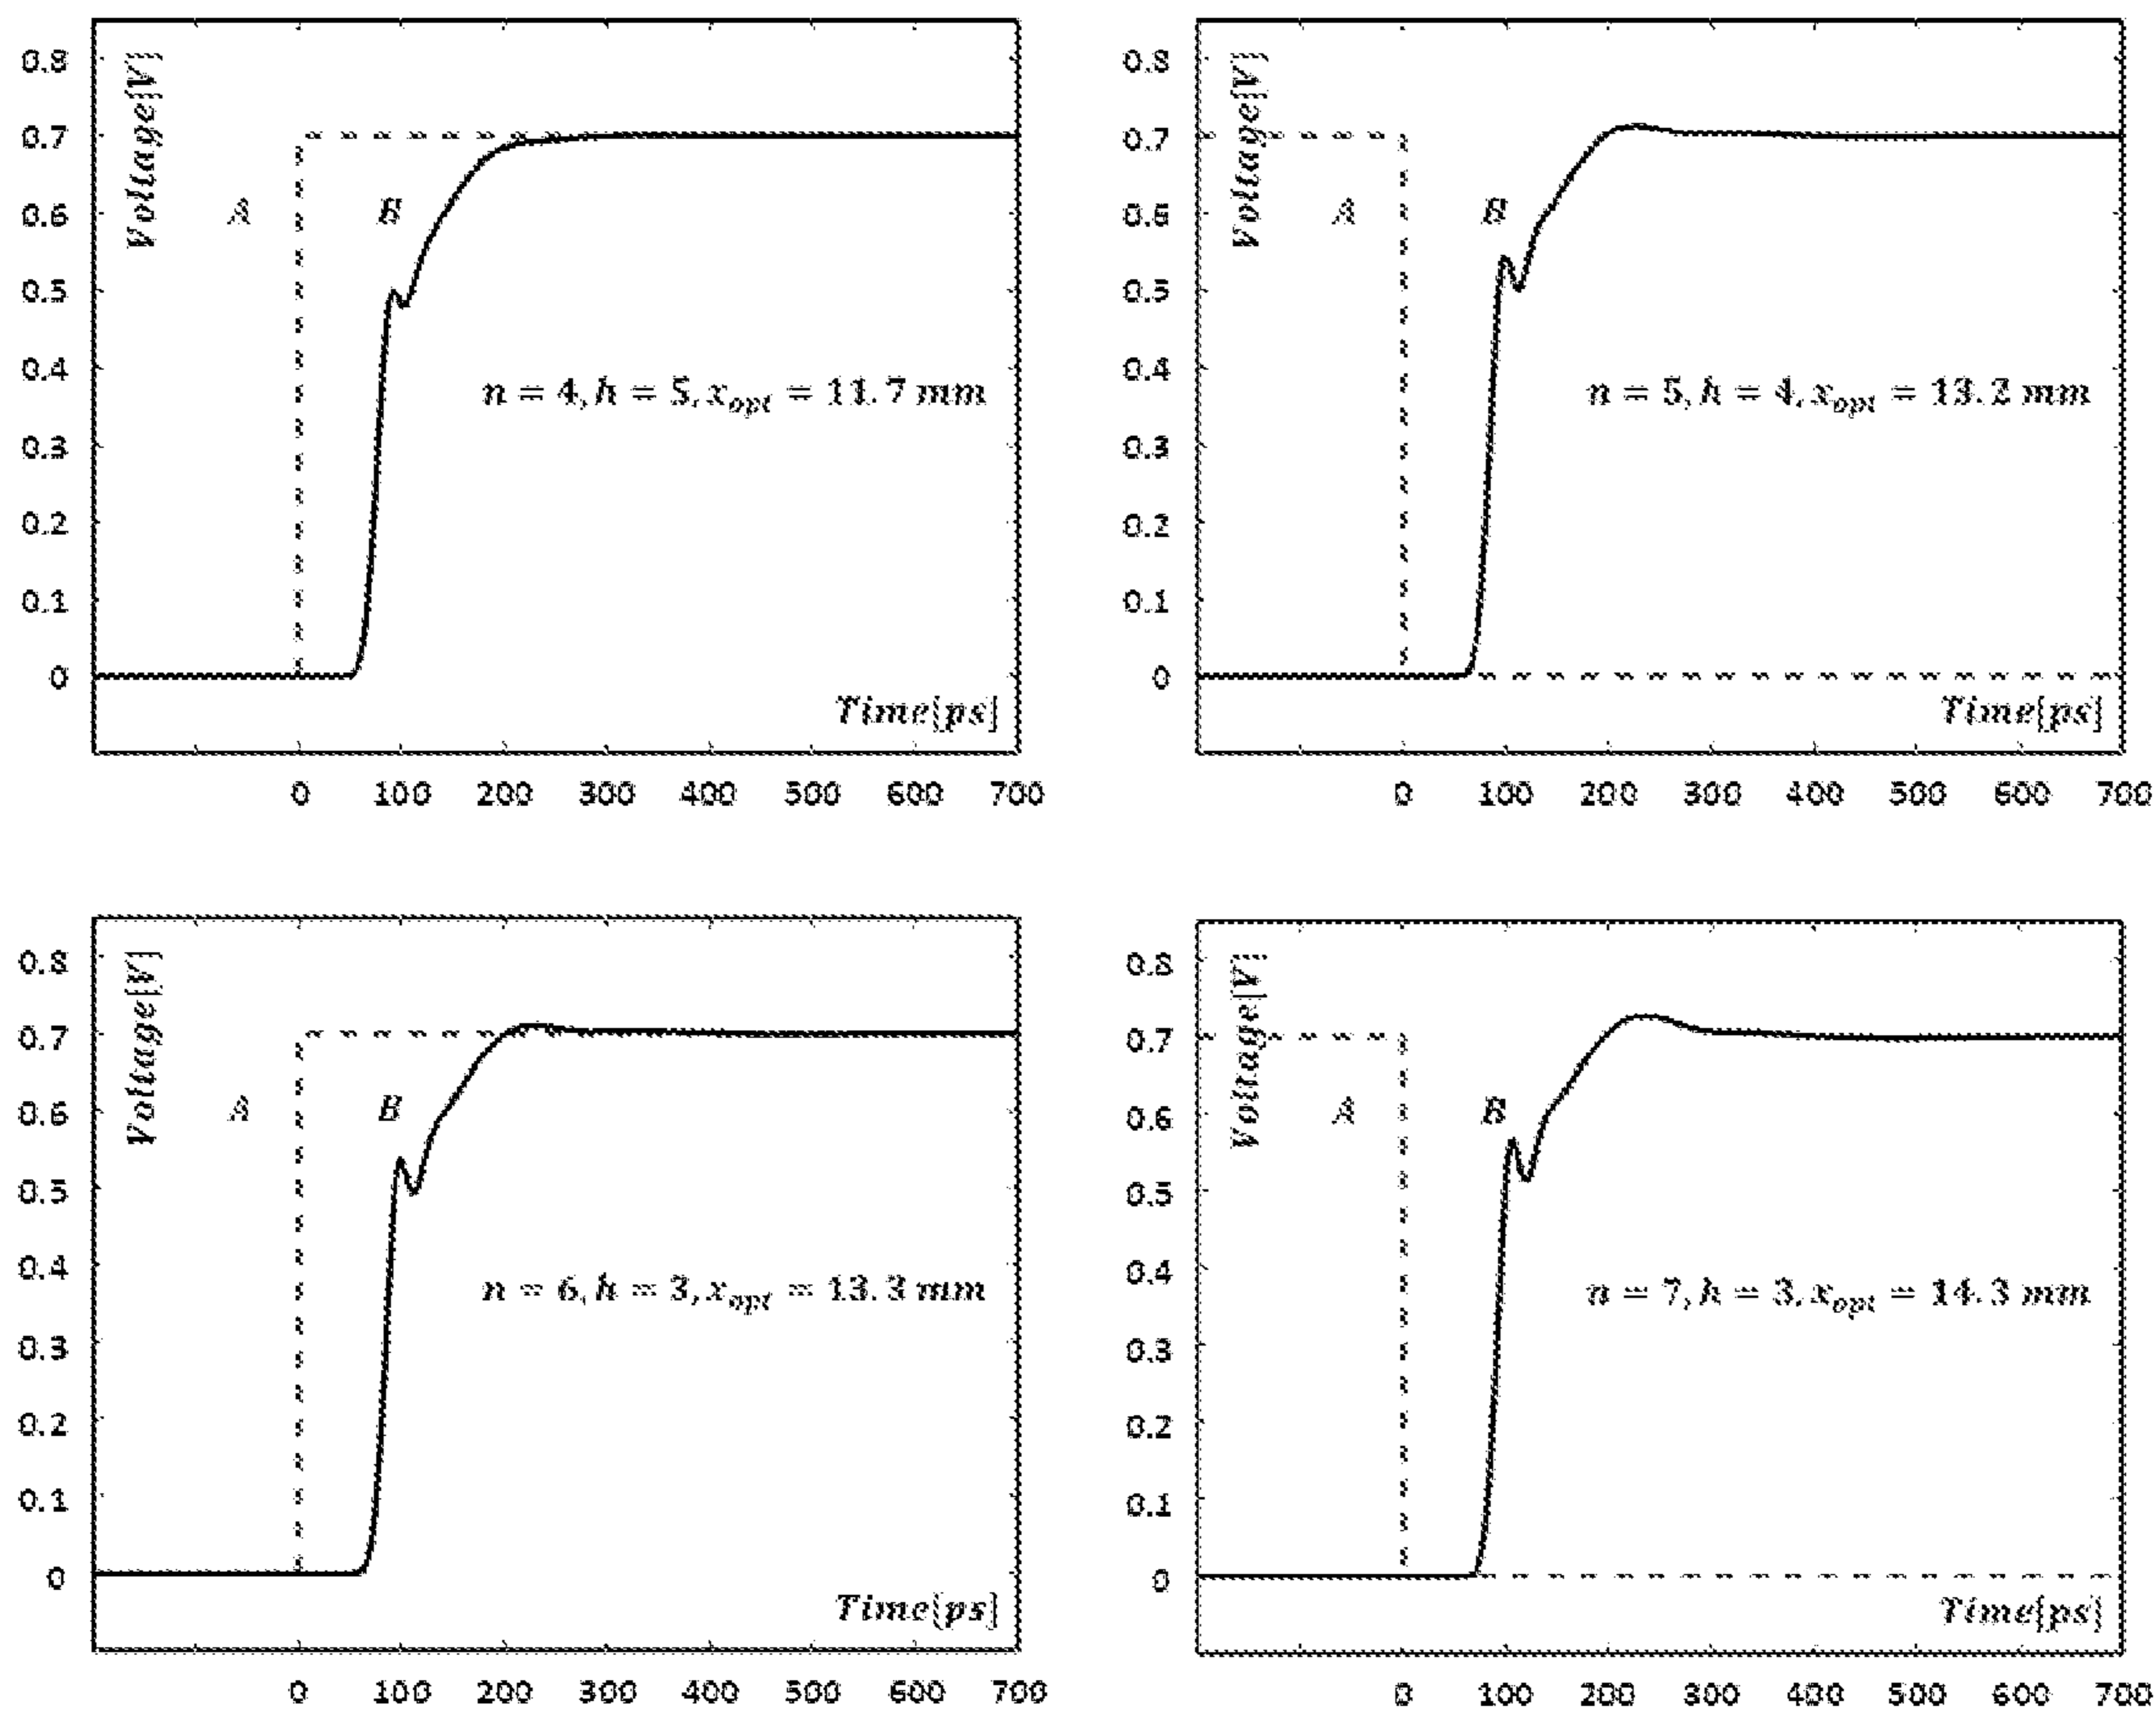 Voltage[V]
0.8
0.7
0.6
0.5
0.4
0.3
0.2
0.1
0
A
B
n = 4, h = 5, x_opt = 11.7 mm
Time[ps]
0 100 200 300 400 500 600 700
Voltage[V]
0.8
0.7
0.6
0.5
0.4
0.3
0.2
0.1
0
A
B
n = 5, h = 4, x_opt = 13.2 mm
Time[ps]
0 100 200 300 400 500 600 700
Voltage[V]
0.8
0.7
0.6
0.5
0.4
0.3
0.2
0.1
0
A
B
n = 6, h = 3, x_opt = 13.3 mm
Time[ps]
0 100 200 300 400 500 600 700
Voltage[V]
0.8
0.7
0.6
0.5
0.4
0.3
0.2
0.1
0
A
B
n = 7, h = 3, x_opt = 14.3 mm
Time[ps]
0 100 200 300 400 500 600 700